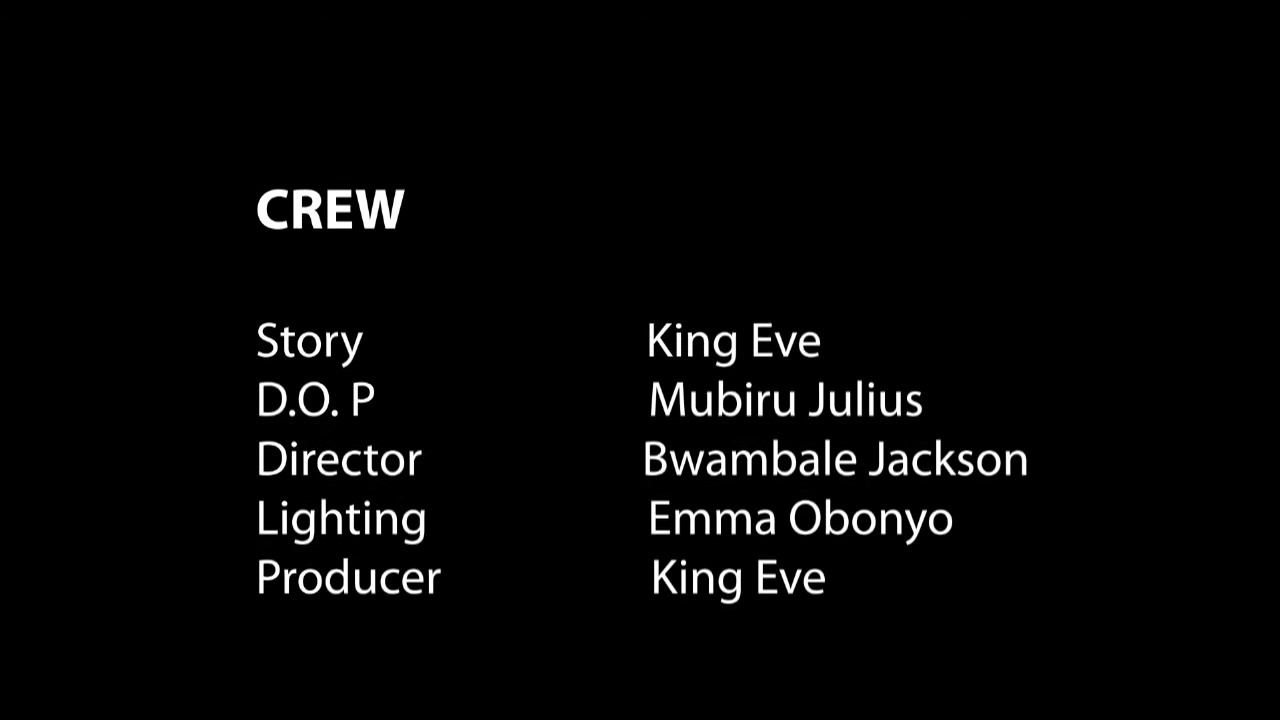 CREW
Story King Eve
D.O. P Mubiru Julius
Director Bwambale Jackson
Lighting Emma Obonyo
Producer King Eve